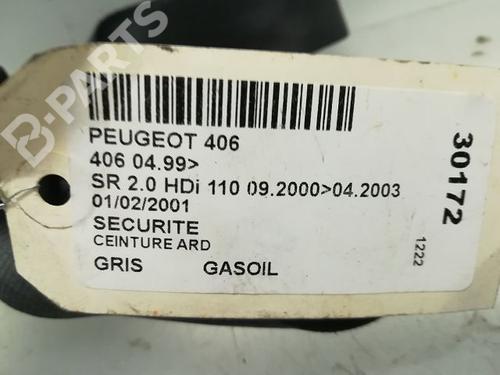 B-PARTS
PEUGEOT 406
406 04.99>
SR 2.0 HDi 110 09.2000>04.2003
01/02/2001
SECURITE
CEINTURE ARD
GRIS GASOIL
30172
1222